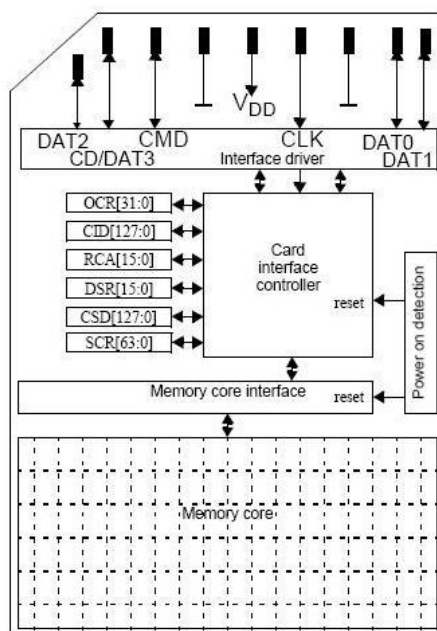 V_DD
DAT2 CMD CLK DAT0
CD/DAT3 Interface driver DAT1
OCR[31:0]
CID[127:0]
RCA[15:0]
DSR[15:0]
CSD[127:0]
SCR[63:0]
Card
interface
controller
reset
Power on detection
Memory core interface
reset
Memory core